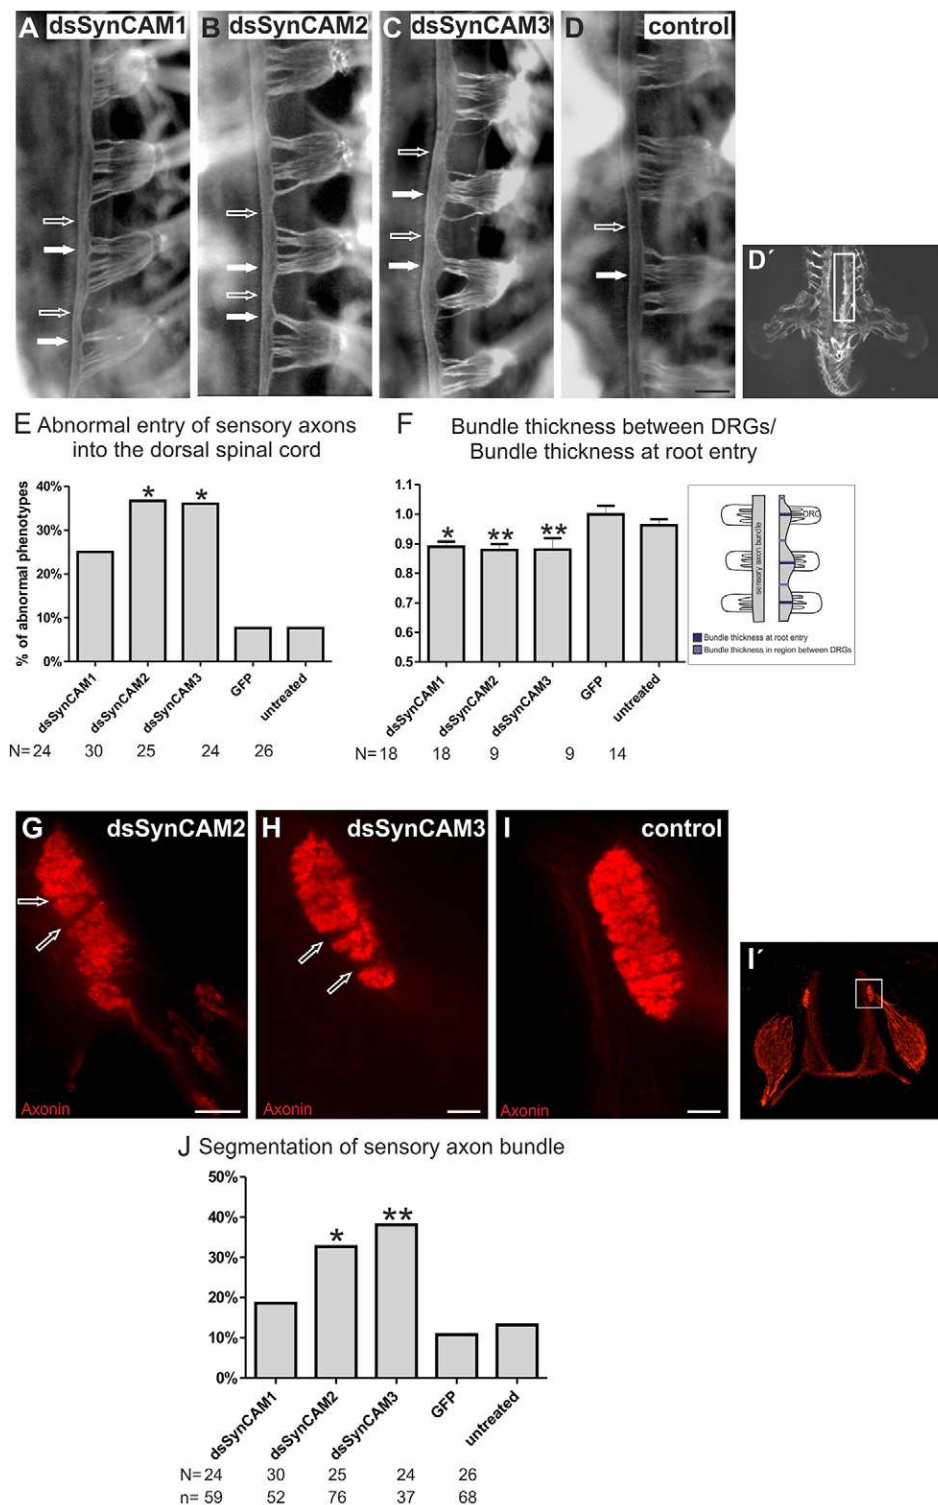 A dsSynCAM1
B dsSynCAM2
C dsSynCAM3
D control
D´
E Abnormal entry of sensory axons
into the dorsal spinal cord
% of abnormal phenotypes
40%
30%
20%
10%
0%
dsSynCAM1
dsSynCAM2
dsSynCAM3
GFP
untreated
N= 24 30 25 24 26
F Bundle thickness between DRGs/
Bundle thickness at root entry
1.1
1.0
0.9
0.8
0.7
0.6
0.5
* ** **
dsSynCAM1
dsSynCAM2
dsSynCAM3
GFP
untreated
N= 18 18 9 9 14
DRG
sensory axon bundle
Bundle thickness at root entry
Bundle thickness in region between DRGs
G dsSynCAM2
Axonin
H dsSynCAM3
Axonin
I control
Axonin
I´
J Segmentation of sensory axon bundle
50%
40%
30%
20%
10%
0%
* **
dsSynCAM1
dsSynCAM2
dsSynCAM3
GFP
untreated
N= 24 30 25 24 26
n= 59 52 76 37 68